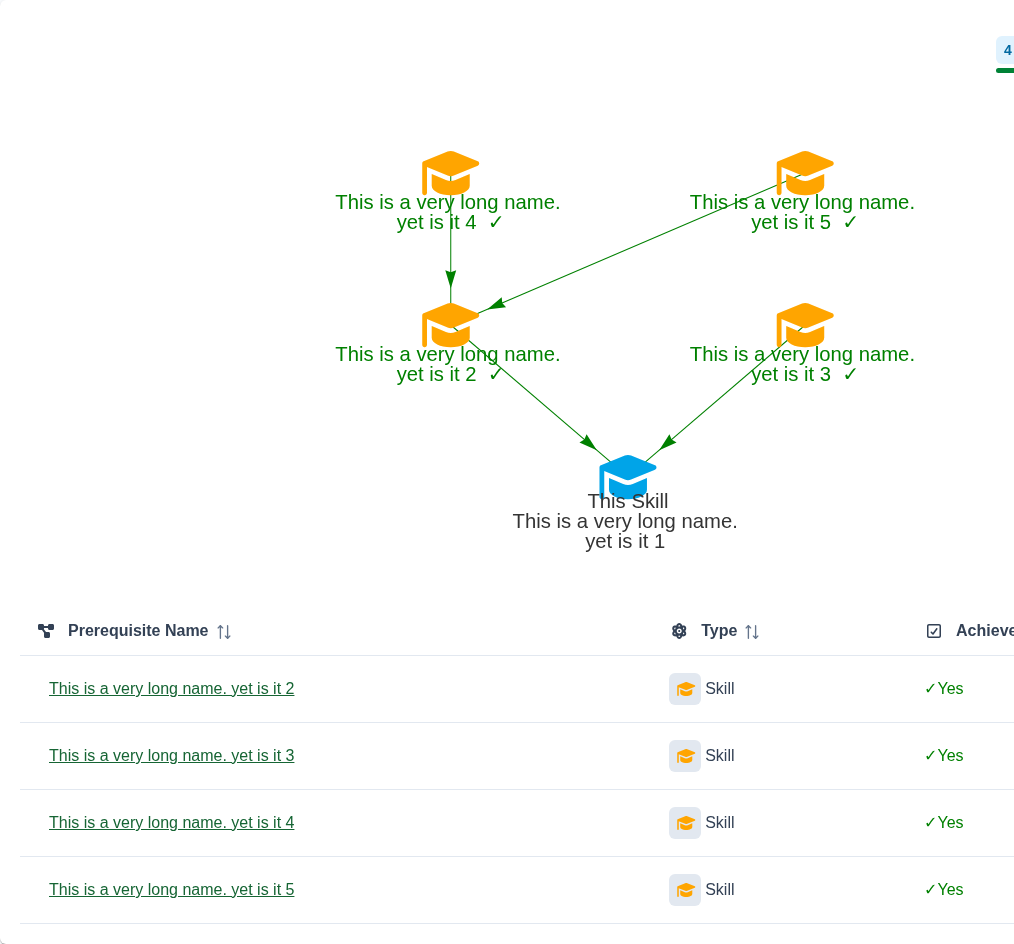 4
This is a very long name.
yet is it 4 ✓
This is a very long name.
yet is it 5 ✓
This is a very long name.
yet is it 2 ✓
This is a very long name.
yet is it 3 ✓
This Skill
This is a very long name.
yet is it 1
Prerequisite Name Type Achieve
This is a very long name. yet is it 2 Skill ✓Yes
This is a very long name. yet is it 3 Skill ✓Yes
This is a very long name. yet is it 4 Skill ✓Yes
This is a very long name. yet is it 5 Skill ✓Yes